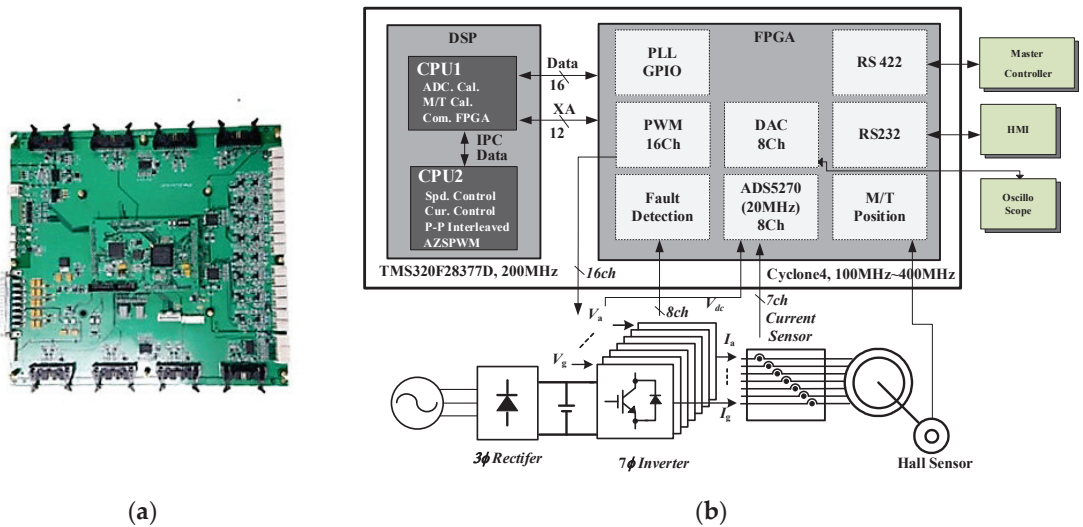 DSP
CPU1
ADC. Cal.
M/T Cal.
Com. FPGA
IPC
Data
CPU2
Spd. Control
Cur. Control
P-P Interleaved
AZSPWM
TMS320F28377D, 200MHz
Data
16
XA
12
FPGA
PLL
GPIO
RS 422
PWM
16Ch
DAC
8Ch
RS232
Fault
Detection
ADS5270
(20MHz)
8Ch
M/T
Position
Cyclone4, 100MHz~400MHz
Master
Controller
HMI
Oscillo
Scope
16ch
8ch
Vdc
7ch
Current
Sensor
Va
Vg
Ia
Ig
3ϕ Rectifer
7ϕ Inverter
Hall Sensor
(a)
(b)